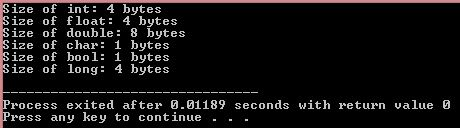 Size of int: 4 bytes
Size of float: 4 bytes
Size of double: 8 bytes
Size of char: 1 bytes
Size of bool: 1 bytes
Size of long: 4 bytes
--------------------------------
Process exited after 0.01189 seconds with return value 0
Press any key to continue . . .